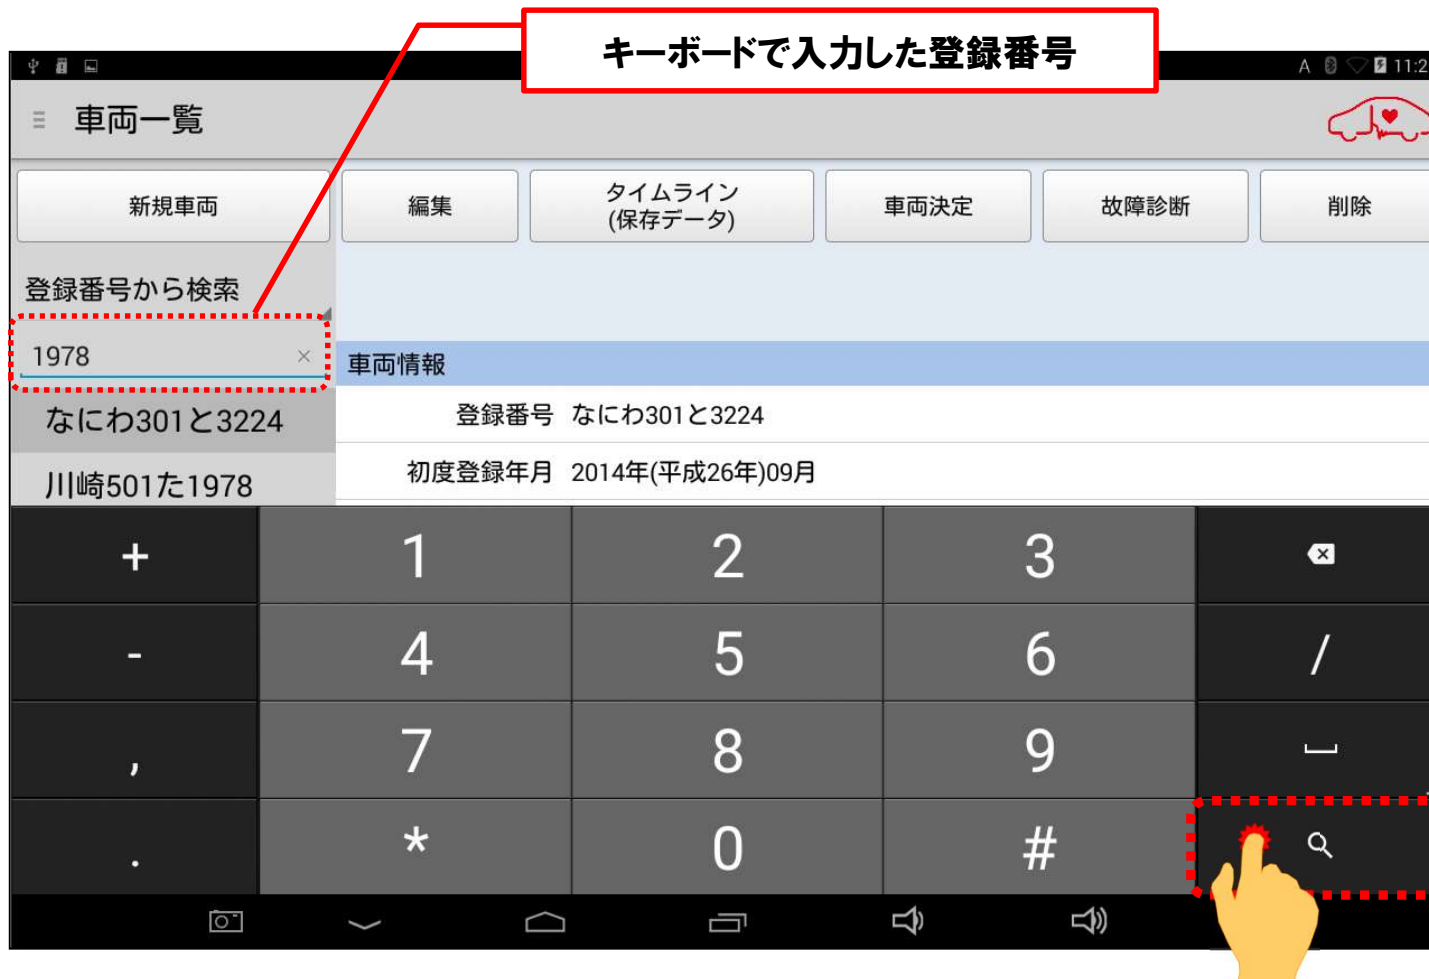 キーボードで入力した登録番号
A 11:2
車両一覧
新規車両
編集
タイムライン
(保存データ)
車両決定
故障診断
削除
登録番号から検索
1978 ×
車両情報
なにわ301と3224
登録番号 なにわ301と3224
川崎501た1978
初度登録年月 2014年(平成26年)09月
+ 1 2 3
- 4 5 6 /
, 7 8 9
. * 0 #